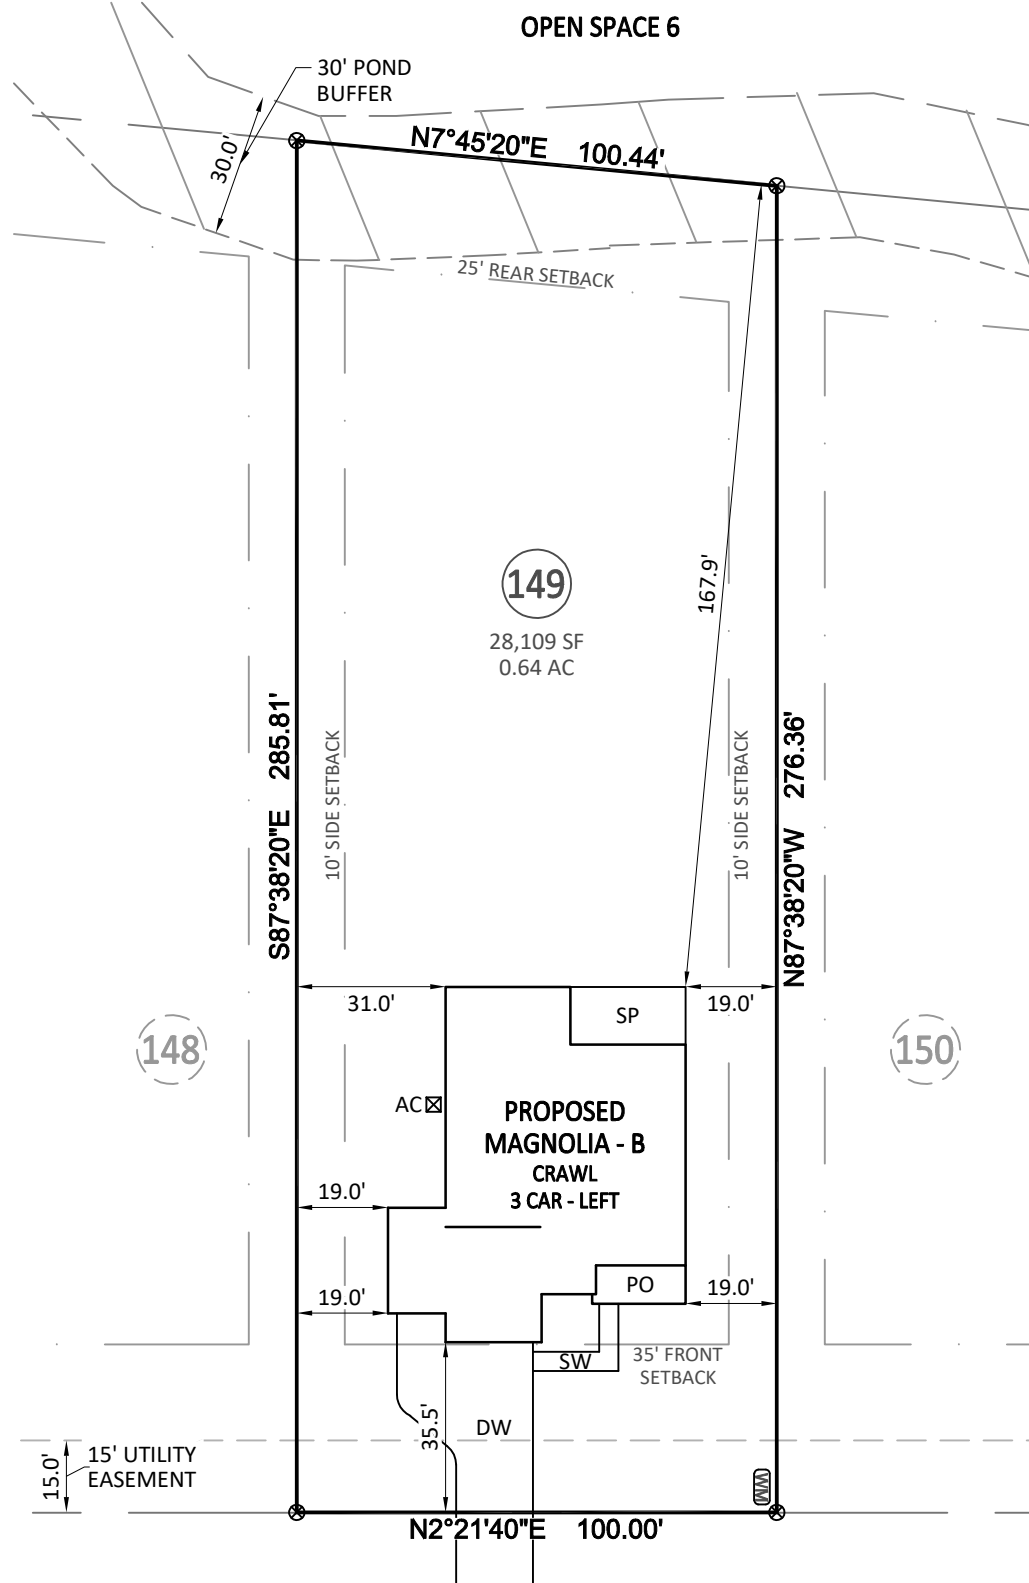 OPEN SPACE 6
30' POND
BUFFER
30.0'
N7°45'20"E 100.44'
25' REAR SETBACK
167.9'
149
28,109 SF
0.64 AC
S87°38'20"E 285.81'
10' SIDE SETBACK
10' SIDE SETBACK
N87°38'20"W 276.36'
31.0'
SP
19.0'
148
150
AC
PROPOSED
MAGNOLIA - B
CRAWL
3 CAR - LEFT
19.0'
19.0'
PO
19.0'
SW
35' FRONT
SETBACK
35.5'
DW
15.0'
15' UTILITY
EASEMENT
WM
N2°21'40"E 100.00'